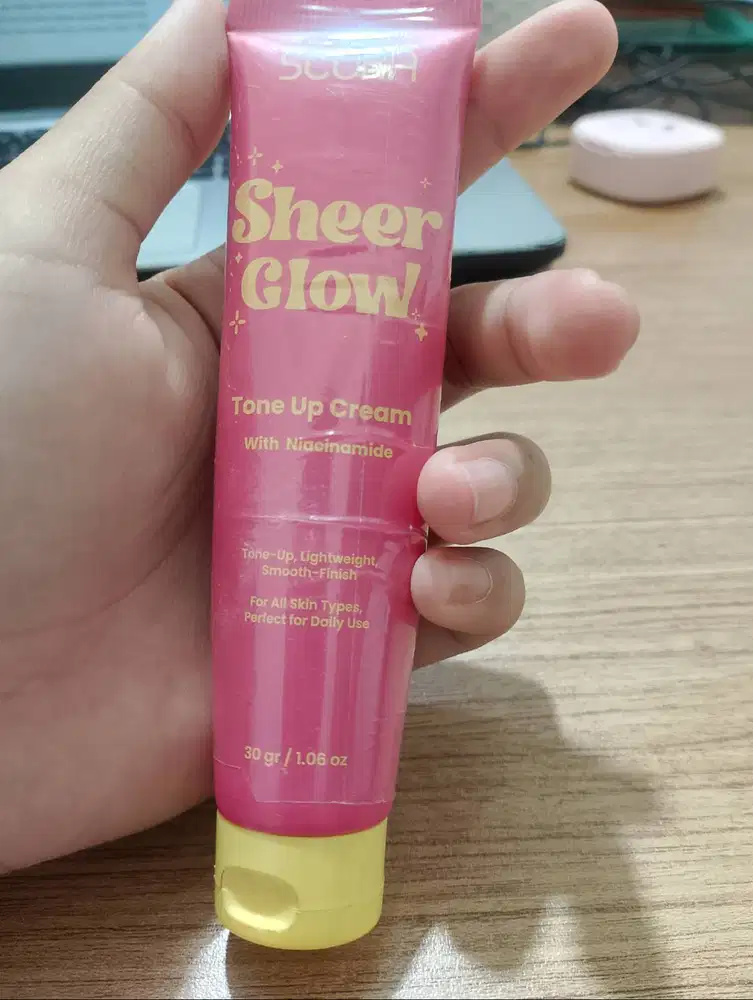 Sheer
Glow!
Tone Up Cream
With Niacinamide
Tone-Up, Lightweight,
Smooth-Finish
For All Skin Types,
Perfect for Daily Use
30 gr / 1.06 oz